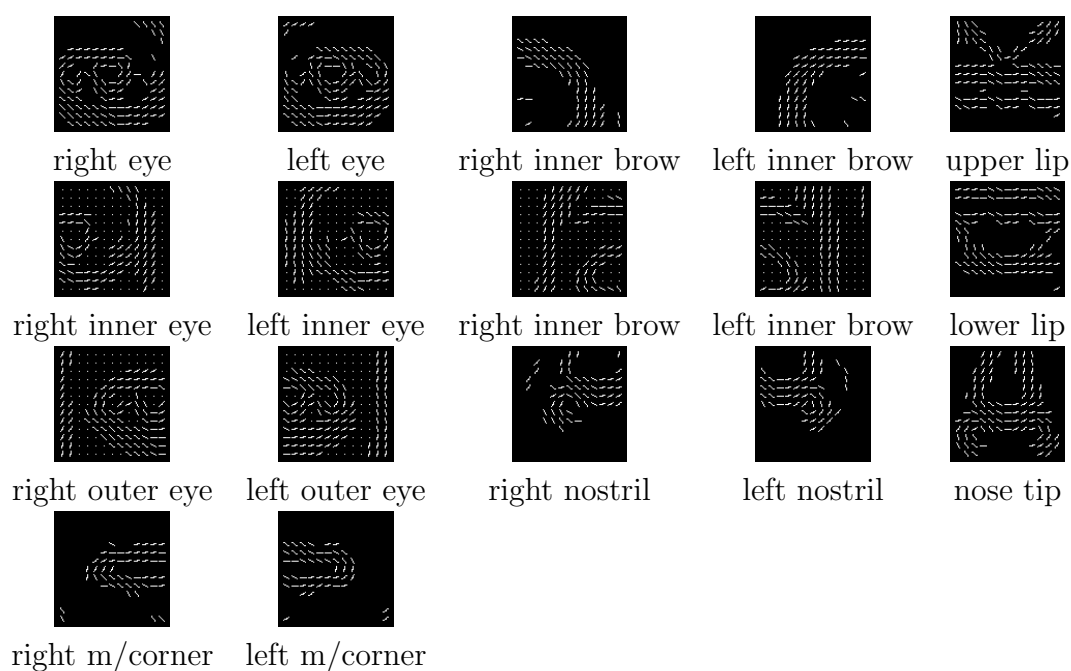 right eye left eye right inner brow left inner brow upper lip
right inner eye left inner eye right inner brow left inner brow lower lip
right outer eye left outer eye right nostril left nostril nose tip
right m/corner left m/corner